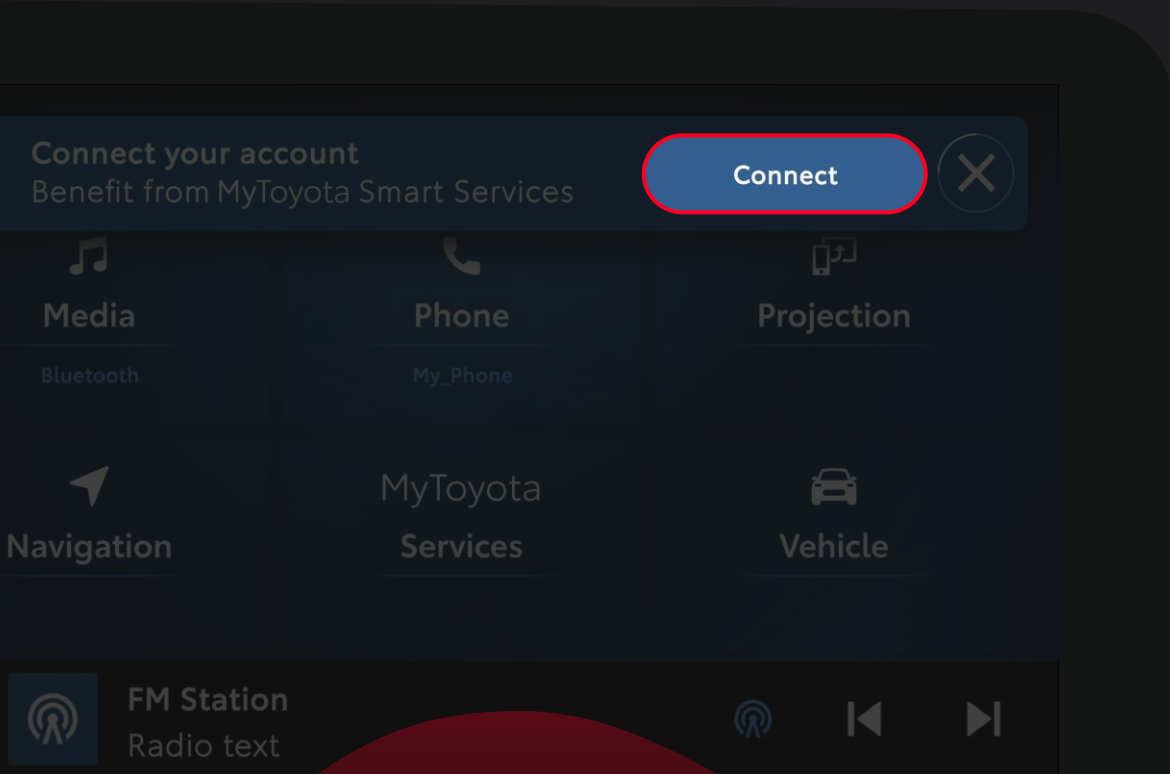 Connect your account
Benefit from MyToyota Smart Services
Connect
Media
Phone
Projection
Bluetooth
My_Phone
MyToyota
Navigation
Services
Vehicle
FM Station
Radio text